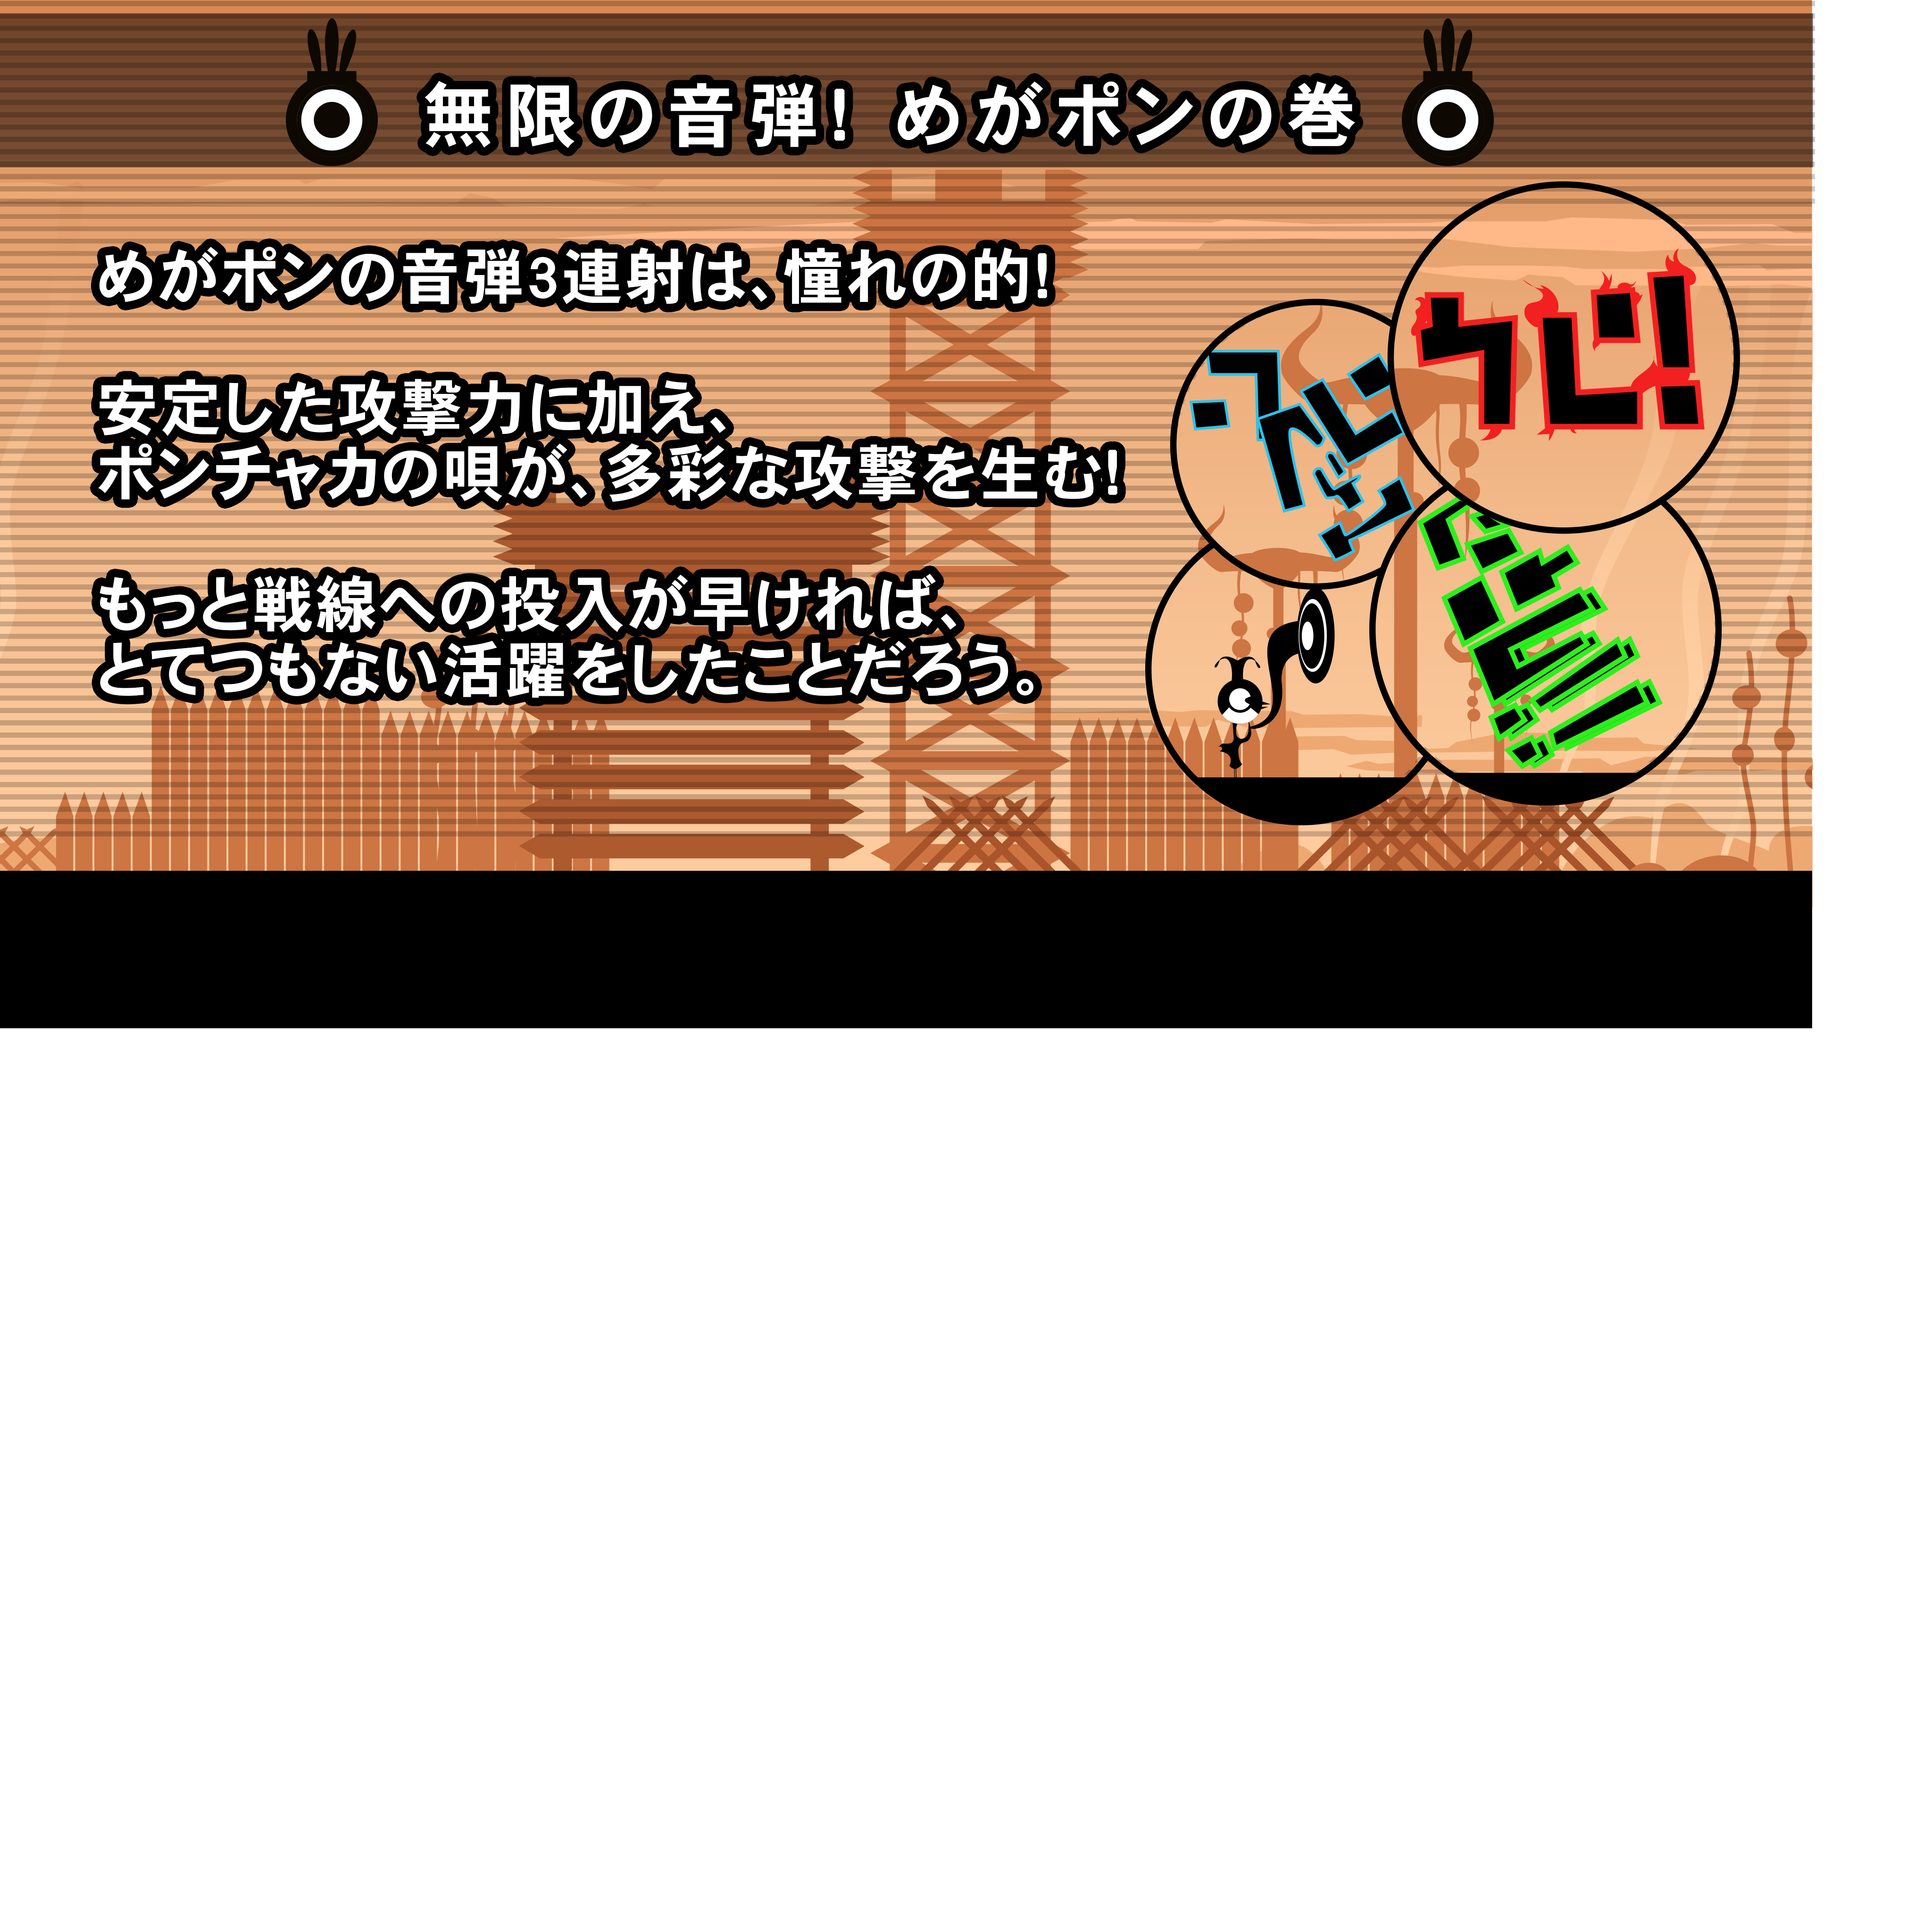 無限の音弾！ めがポンの巻
めがポンの音弾3連射は、憧れの的！
安定した攻撃力に加え、
ポンチャカの唄が、多彩な攻撃を生む！
もっと戦線への投入が早ければ、
とてつもない活躍をしたことだろう。